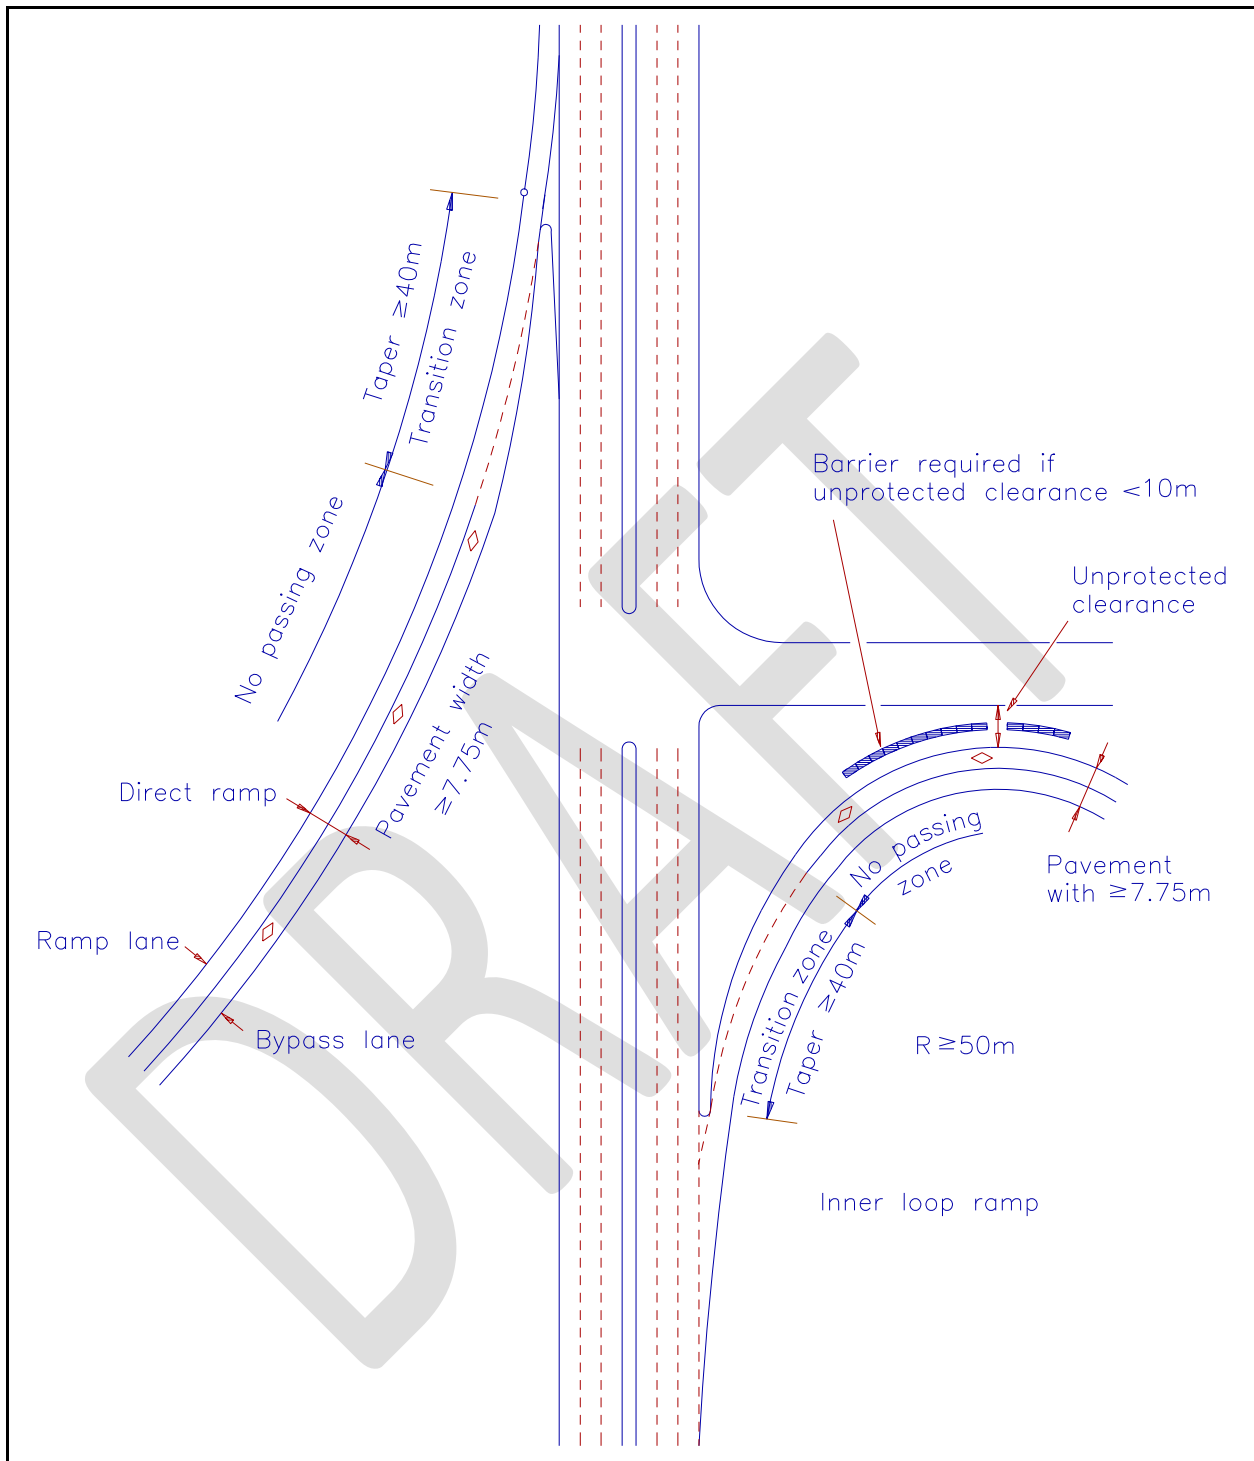 Taper ≥40m
Transition zone
No passing zone
Barrier required if
unprotected clearance <10m
Unprotected
clearance
Pavement width
≥7.75m
Direct ramp
No passing
zone
Pavement
with ≥7.75m
Ramp lane
Bypass lane
Transition zone
Taper ≥40m
R≥50m
Inner loop ramp
DRAFT